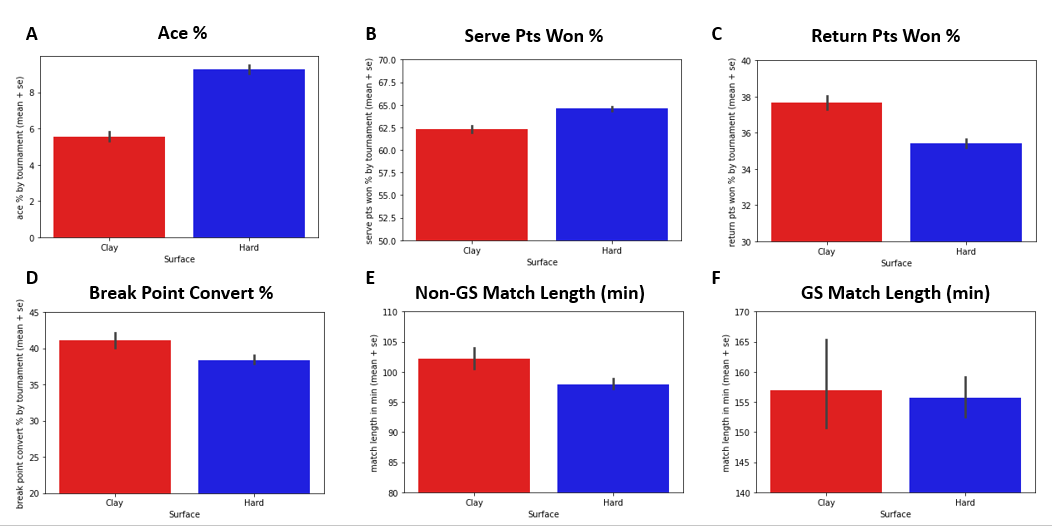 A
Ace %
ace % by tournament (mean + se)
8
6
4
2
0
Clay
Hard
Surface
B
Serve Pts Won %
serve pts won % by tournament (mean + se)
70.0
67.5
65.0
62.5
60.0
57.5
55.0
52.5
50.0
Clay
Hard
Surface
C
Return Pts Won %
return pts won % by tournament (mean + se)
40
38
36
34
32
30
Clay
Hard
Surface
D
Break Point Convert %
break point convert % by tournament (mean + se)
45
40
35
30
25
20
Clay
Hard
Surface
E
Non-GS Match Length (min)
match length in min (mean + se)
110
105
100
95
90
85
80
Clay
Hard
Surface
F
GS Match Length (min)
match length in min (mean + se)
170
165
160
155
150
145
140
Clay
Hard
Surface